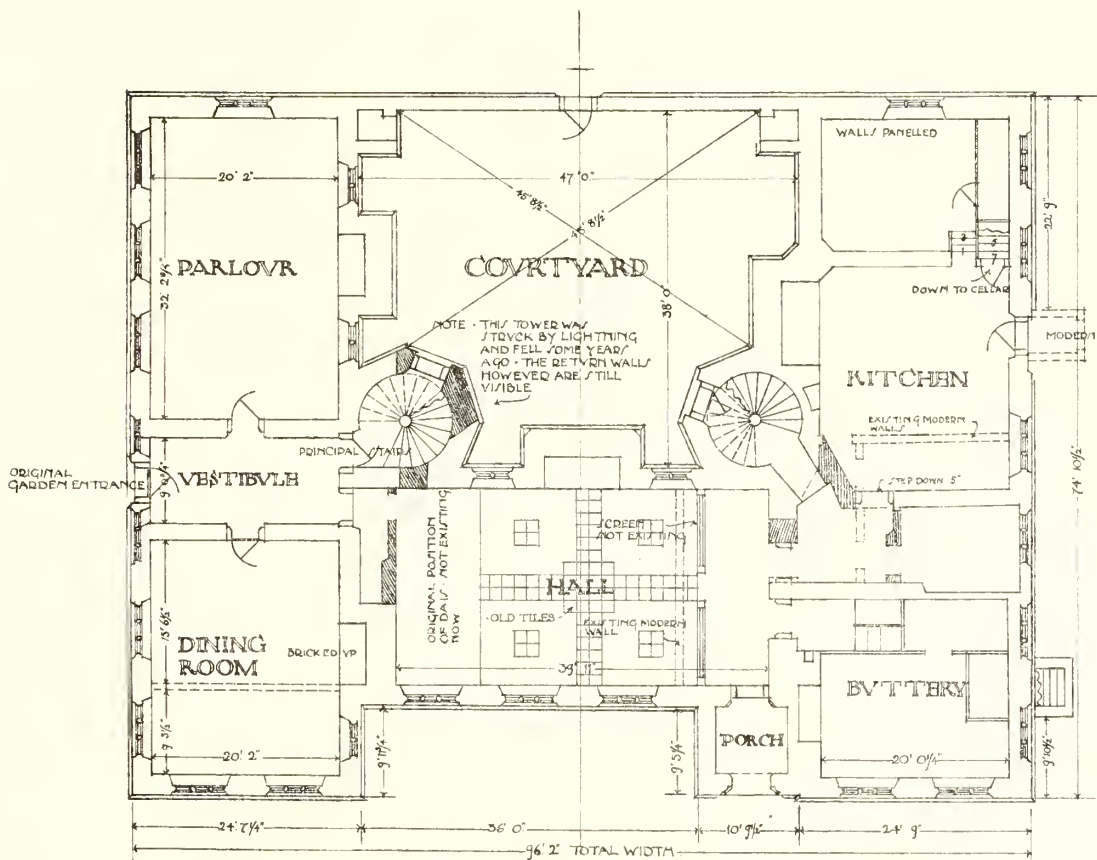 WALLS PANELLED
20' 2"
47' 0"
45' 8½"
45' 8½"
22' 9"
PARLOVR
COVRTYARD
32' 2¾"
38' 0"
3
1
5
7
DOWN TO CELLAR
NOTE · THIS TOWER WAS
STRVCK BY LIGHTNING
AND FELL SOME YEARS
AGO · THE RETVRN WALLS
HOWEVER ARE STILL
VISIBLE
MODERN
KITCHEN
EXISTING MODERN
WALLS
PRINCIPAL STAIRS
ORIGINAL
GARDEN ENTRANCE
VESTIBVLE
STEP DOWN 5"
74' 10½"
ORIGINAL POSITION
OF DAIS · NOT EXISTING
NOW
SCREEN
NOT EXISTING
HALL
·OLD TILES·
EXISTING MODERN
WALL
15' 6½"
DINING
ROOM
BRICKED VP
39' 11"
BVTTERY
9' 3½"
20' 2"
9' 11¼"
9' 5¼"
PORCH
20' 0¼"
9' 10½"
24' 7¼"
36' 0"
10' 9½"
24' 9"
96' 2" TOTAL WIDTH